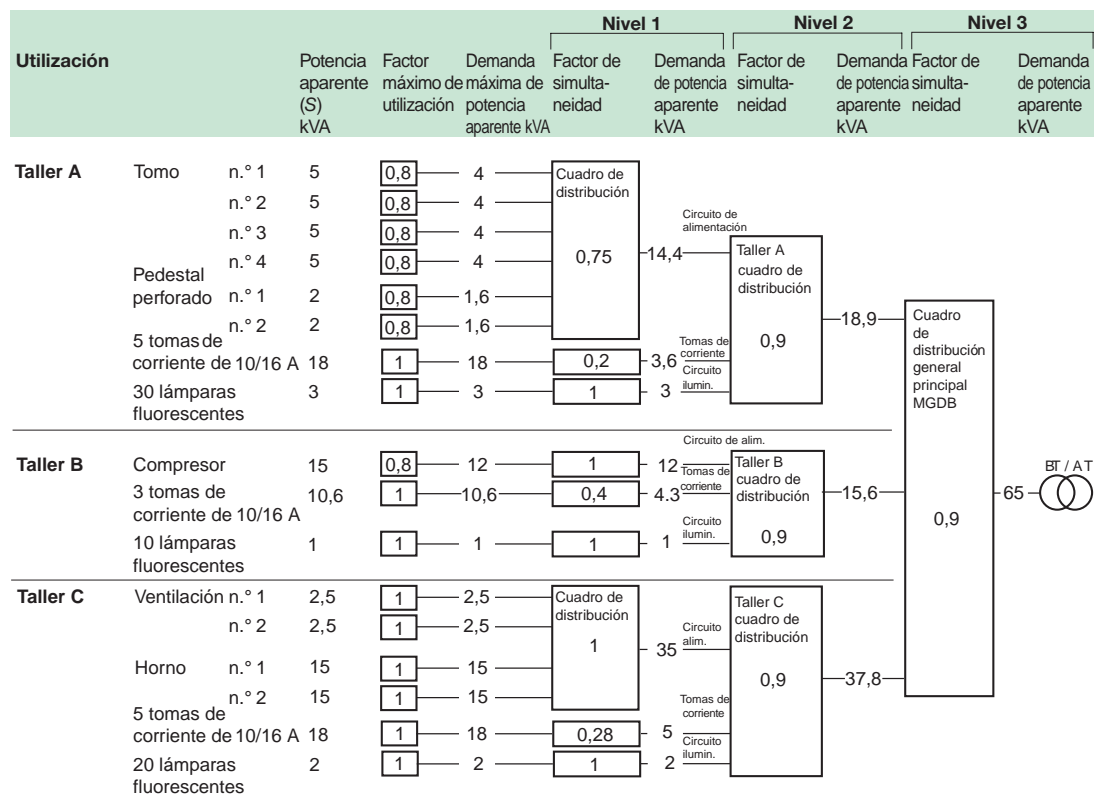 Nivel 1 Nivel 2 Nivel 3
Utilización Potencia Factor Demanda Factor de Demanda Factor de Demanda Factor de Demanda
aparente máximo de máxima de simulta- de potencia simulta- de potencia simulta- de potencia
(S) utilización potencia neidad aparente neidad aparente neidad aparente
kVA aparente kVA kVA kVA kVA
Taller A Tomo n.° 1 5 0,8 4 Cuadro de
distribución
n.° 2 5 0,8 4
Circuito de
alimentación
n.° 3 5 0,8 4
n.° 4 5 0,8 4 0,75 14,4 Taller A
cuadro de
distribución
Pedestal
perforado n.° 1 2 0,8 1,6
n.° 2 2 0,8 1,6 0,9 18,9 Cuadro
de
distribución
general
principal
MGDB
5 tomas de
corriente de 10/16 A 18 1 18 0,2 3,6 Tomas de
corriente
30 lámparas 3 1 3 1 3 Circuito
ilumin.
fluorescentes
Circuito de alim.
Taller B Compresor 15 0,8 12 1 12 Taller B
cuadro de
distribución
BT / AT
3 tomas de 10,6 1 10,6 0,4 4.3 Tomas de
corriente
15,6 65
corriente de 10/16 A
0,9
10 lámparas 1 1 1 1 1 Circuito
ilumin.
0,9
fluorescentes
Taller C Ventilación n.° 1 2,5 1 2,5 Cuadro de
distribución
Taller C
cuadro de
distribución
n.° 2 2,5 1 2,5 1 35 Circuito
alim.
Horno n.° 1 15 1 15 0,9 37,8
n.° 2 15 1 15
5 tomas de
corriente de 10/16 A 18 1 18 0,28 5 Tomas de
corriente
20 lámparas 2 1 2 1 2 Circuito
ilumin.
fluorescentes